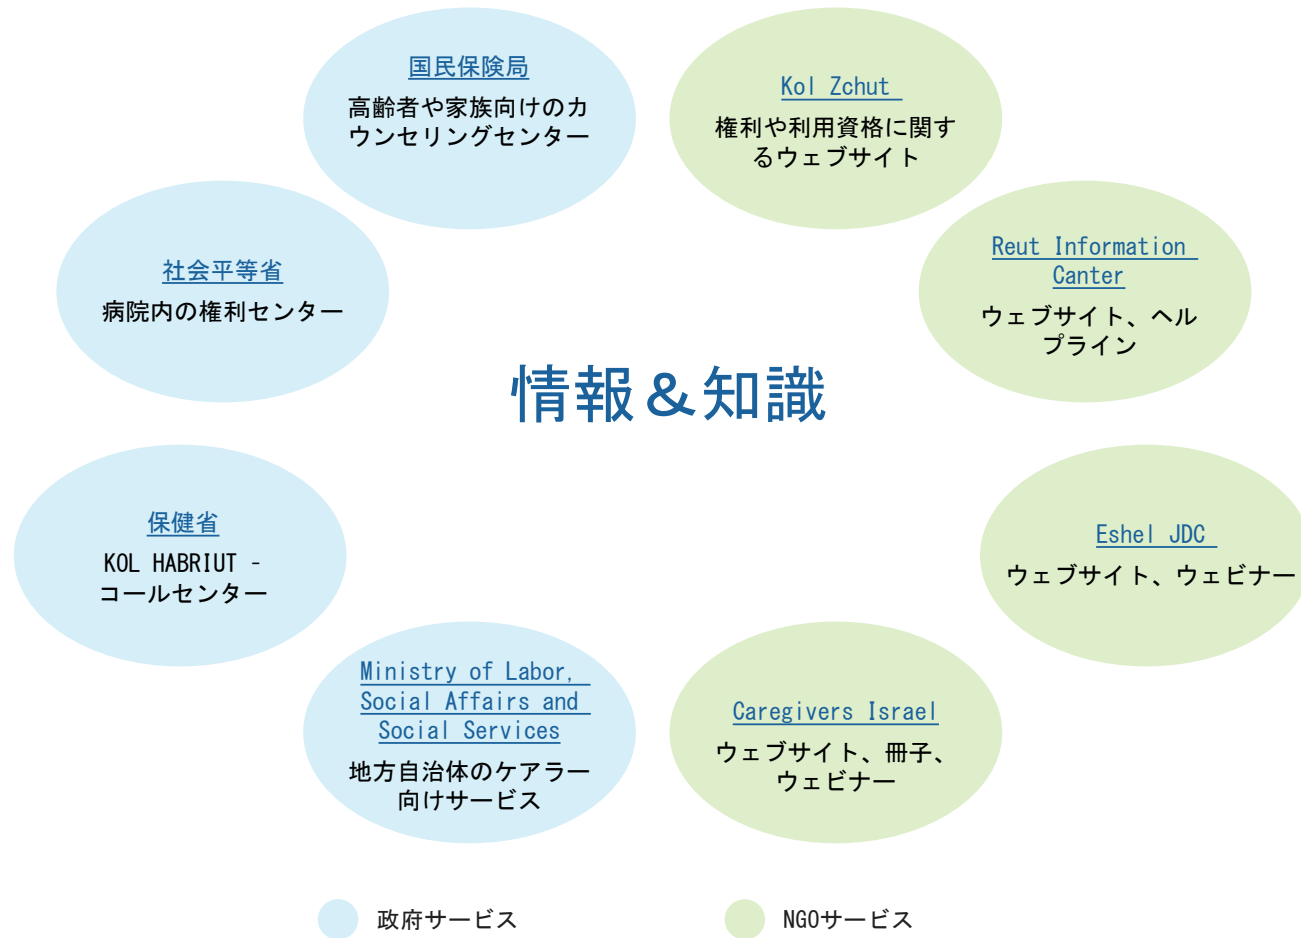 国民保険局
高齢者や家族向けのカ
ウンセリングセンター
Kol Zchut
権利や利用資格に関す
るウェブサイト
社会平等省
病院内の権利センター
Reut Information
Canter
ウェブサイト、ヘル
プライン
情報＆知識
保健省
KOL HABRIUT -
コールセンター
Eshel JDC
ウェブサイト、ウェビナー
Ministry of Labor,
Social Affairs and
Social Services
地方自治体のケアラー
向けサービス
Caregivers Israel
ウェブサイト、冊子、
ウェビナー
政府サービス
NGOサービス